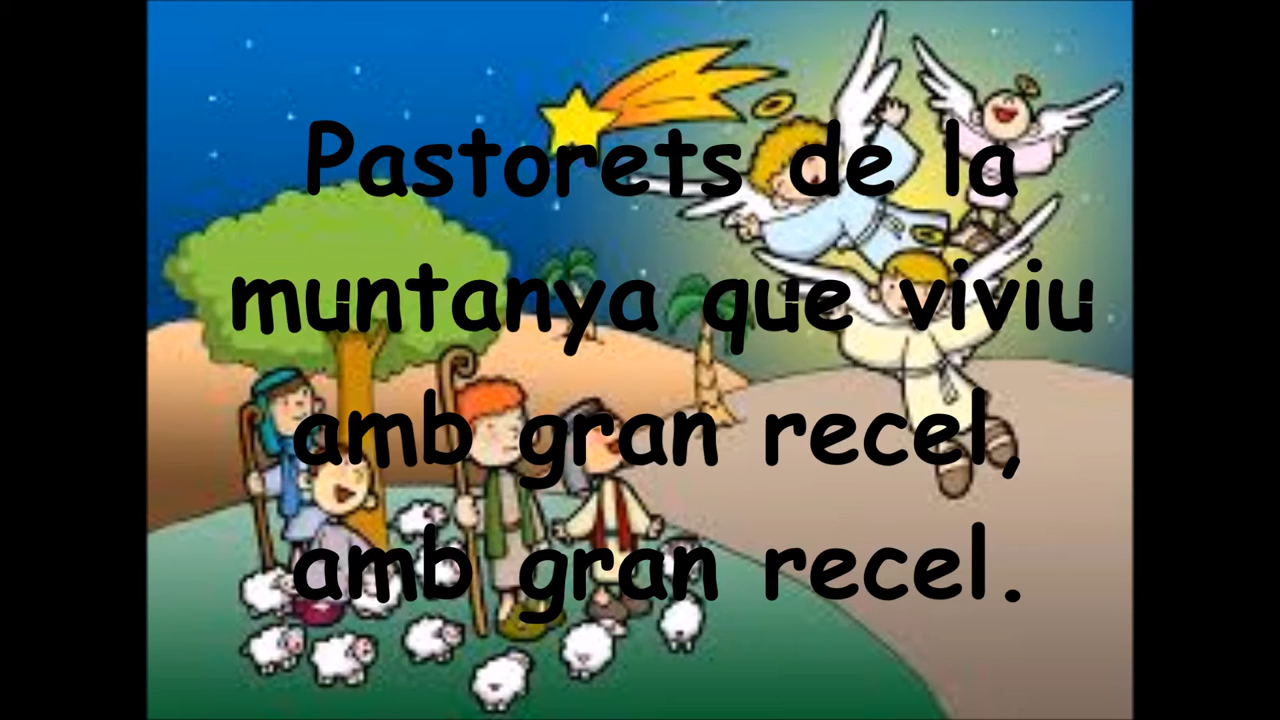 Pastorets de la
muntanya que viviu
amb gran recel,
amb gran recel.